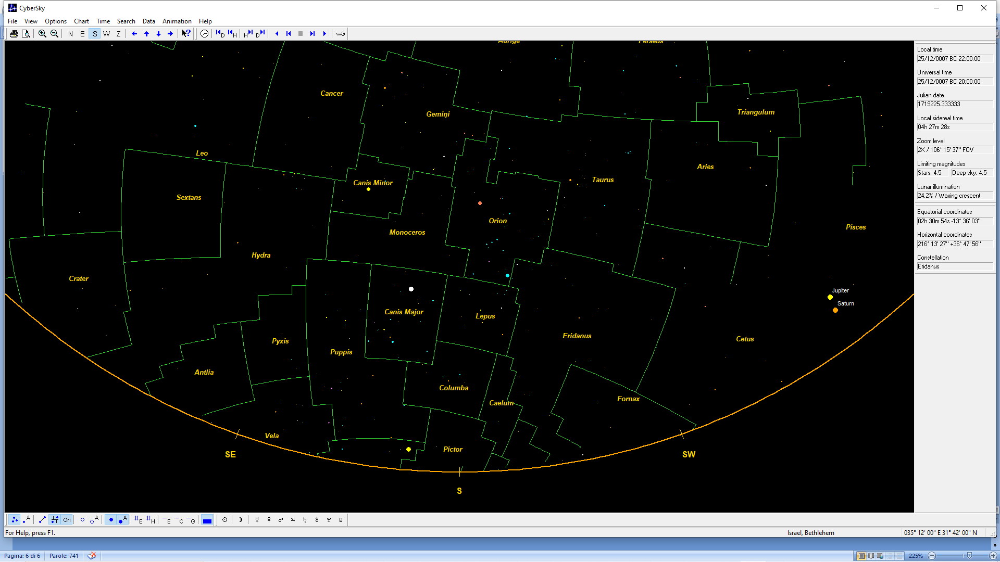 CyberSky
File View Options Chart Time Search Data Animation Help
N E S W Z D H H D
Auriga Perseus
Cancer
Gemini
Triangulum
Leo
Aries
Canis Minor
Taurus
Sextans
Orion
Monoceros
Pisces
Hydra
Crater
Jupiter
Saturn
Canis Major
Lepus
Eridanus
Cetus
Pyxis
Puppis
Antlia
Columba
Caelum
Fornax
Vela
Pictor
SE
SW
S
Local time
25/12/0007 BC 22:00:00
Universal time
25/12/0007 BC 20:00:00
Julian date
1719225.333333
Local sidereal time
04h 27m 28s
Zoom level
2X / 106° 15' 37" FOV
Limiting magnitudes
Stars: 4.5 Deep sky: 4.5
Lunar illumination
24.2% / Waxing crescent
Equatorial coordinates
02h 30m 54s -13° 36' 03"
Horizontal coordinates
216° 13' 27" +36° 47' 56"
Constellation
Eridanus
A Ori A A #E #H E C G
For Help, press F1.
Israel, Bethlehem
035° 12' 00" E 31° 42' 00" N
Pagina: 6 di 6 Parole: 741
225%